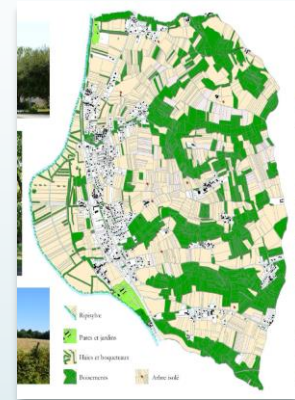 Ripisylve
Parcs et jardins
Haies et bosquets
Boisements
Arbre isolé